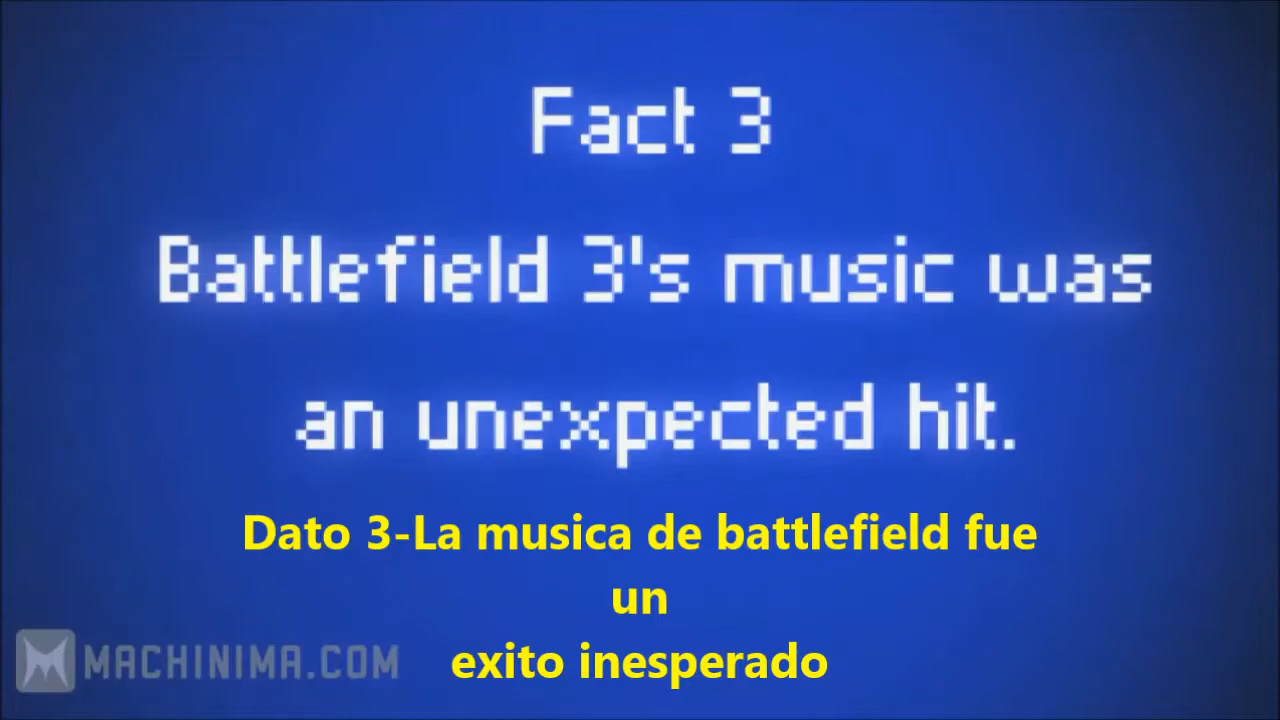 Fact 3
Battlefield 3's music was
an unexpected hit.
Dato 3-La musica de battlefield fue
un
exito inesperado
MACHINIMA.COM